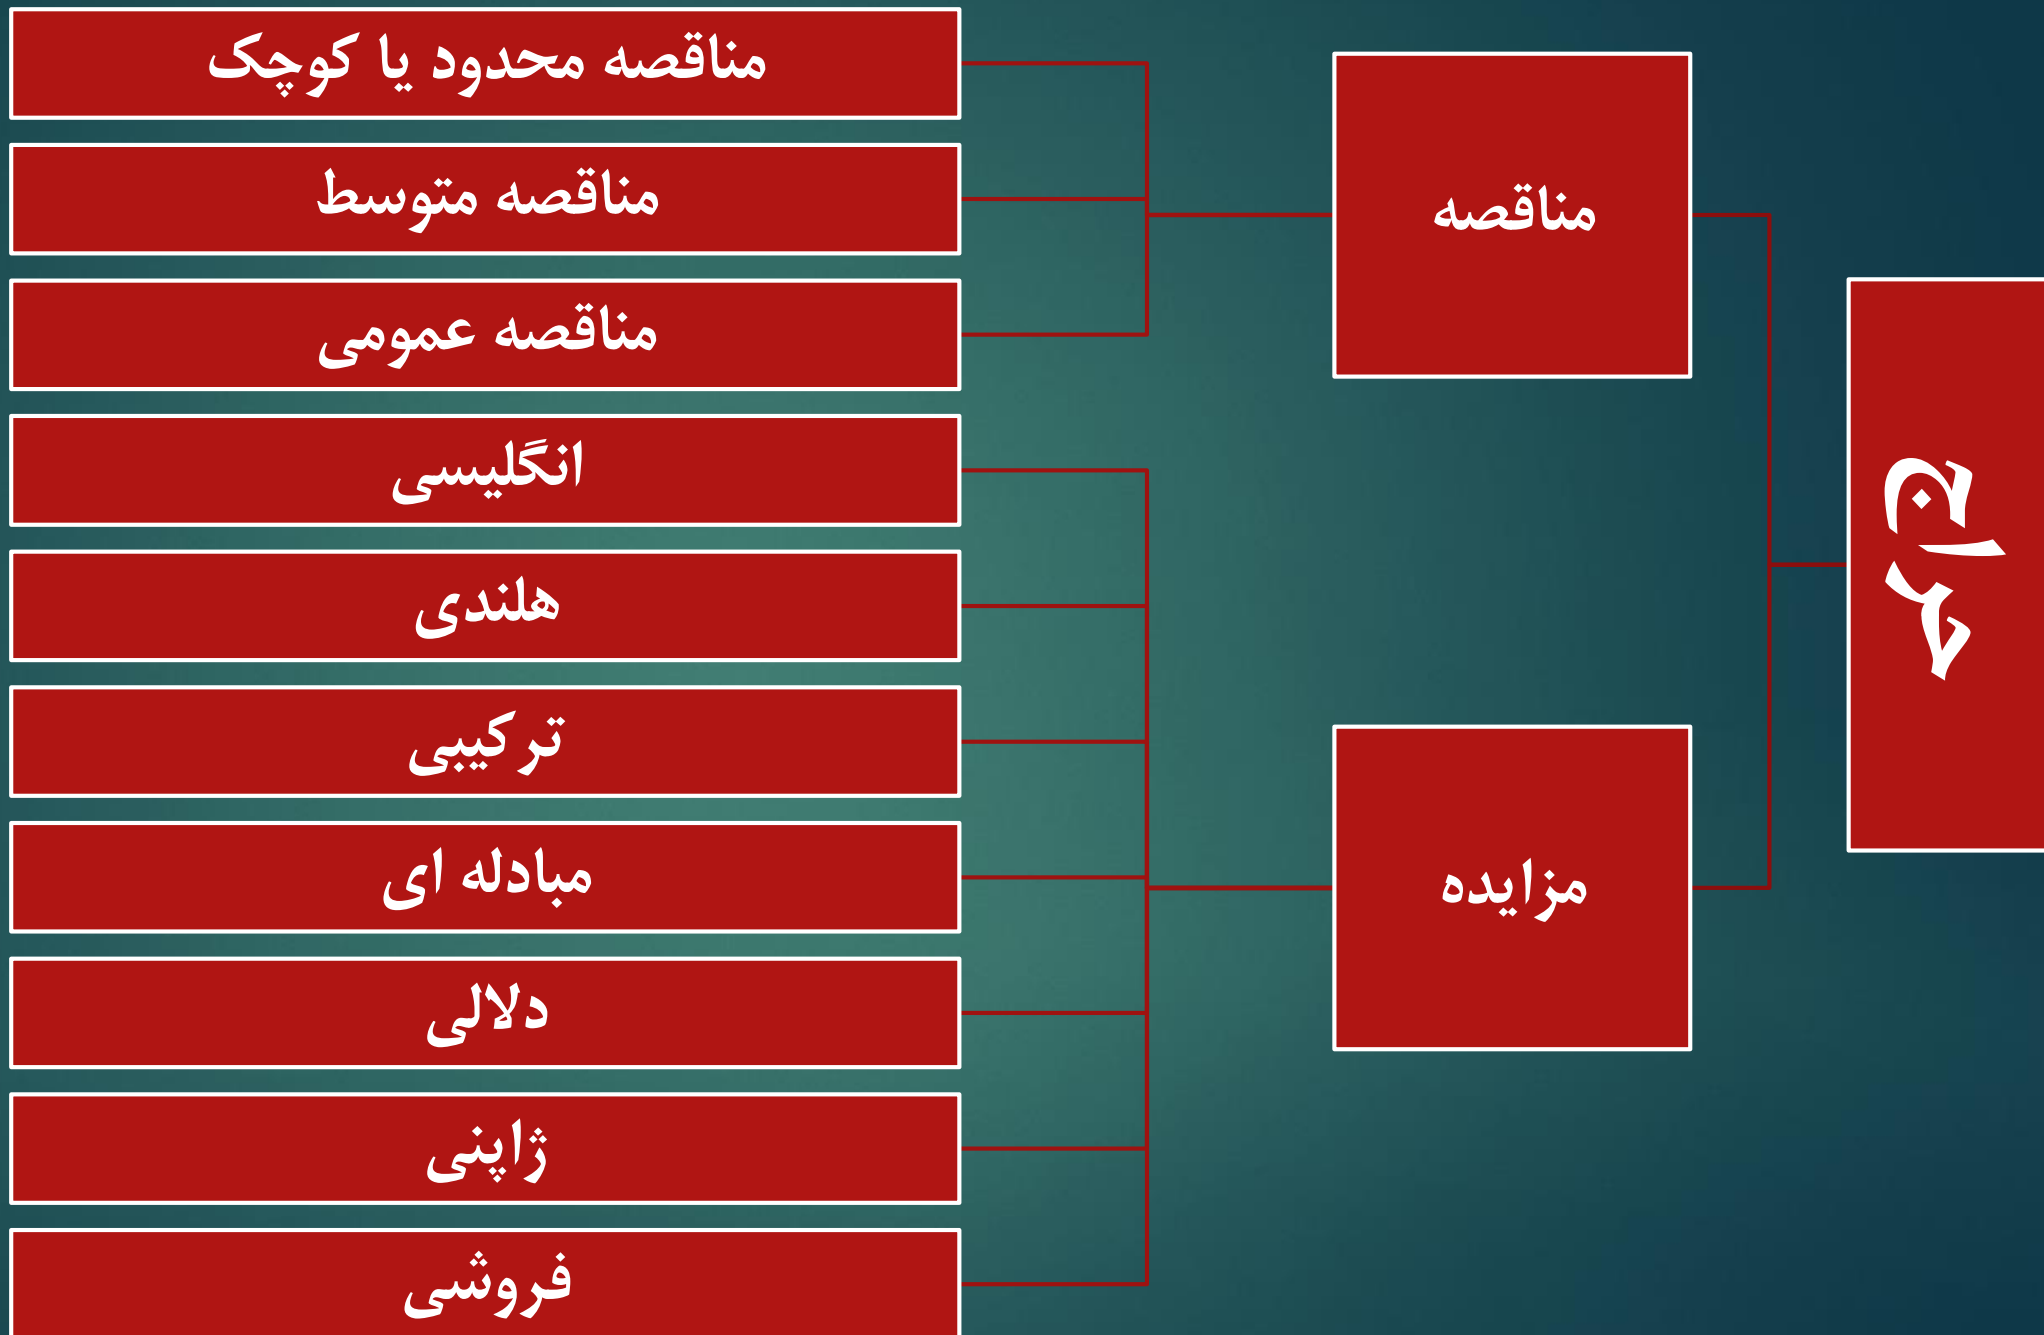 حراج
مناقصه
مناقصه محدود یا کوچک
مناقصه متوسط
مناقصه عمومی
مزایده
انگلیسی
هلندی
ترکیبی
مبادله ای
دلالی
ژاپنی
فروشی